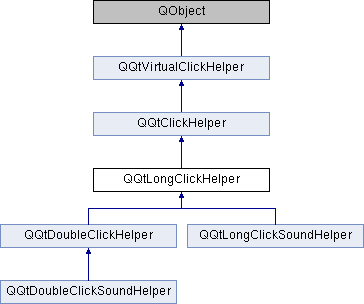 QObject
QQtVirtualClickHelper
QQtClickHelper
QQtLongClickHelper
QQtDoubleClickHelper
QQtLongClickSoundHelper
QQtDoubleClickSoundHelper